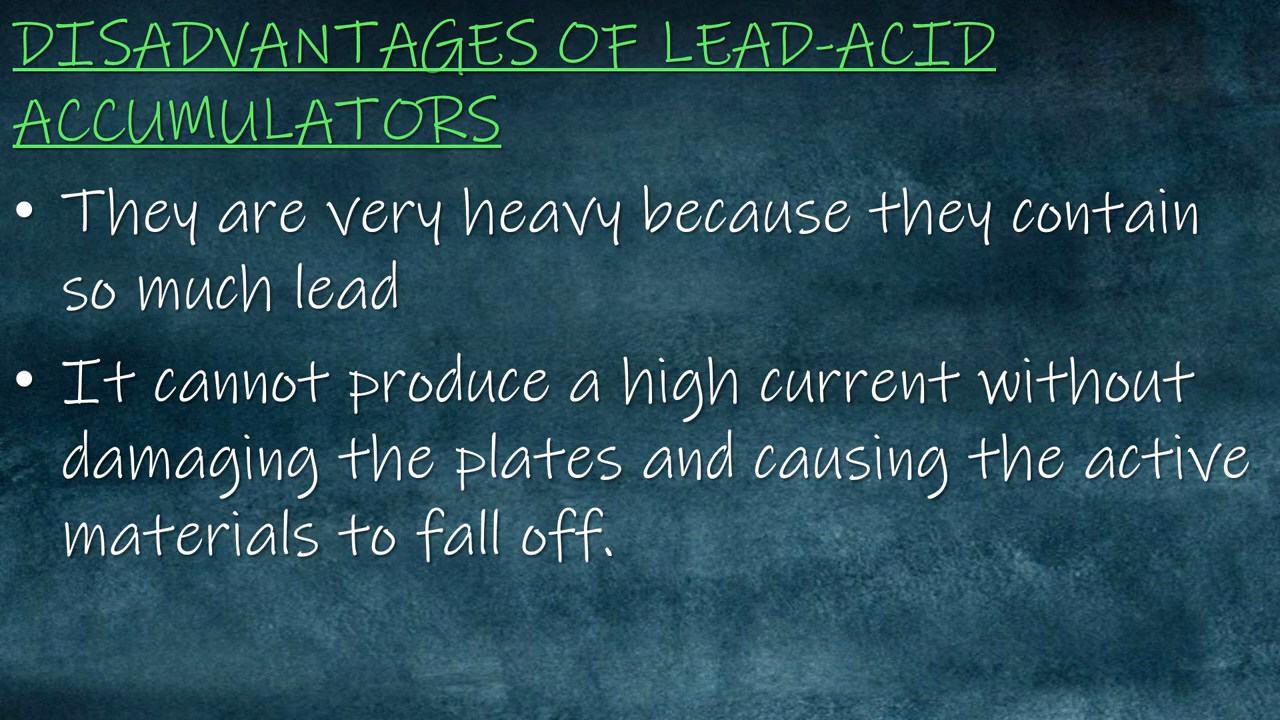 DISADVANTAGES OF LEAD-ACID
ACCUMULATORS
• They are very heavy because they contain
so much lead
• It cannot produce a high current without
damaging the plates and causing the active
materials to fall off.